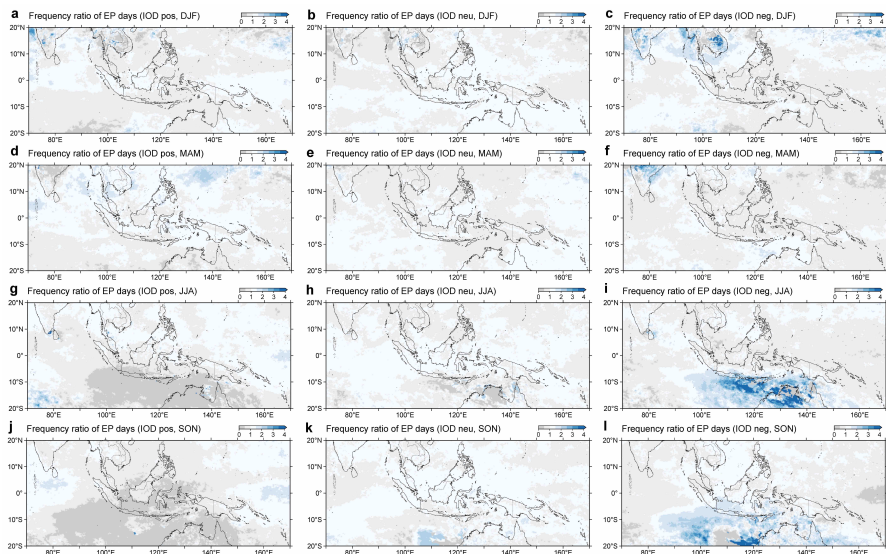 a Frequency ratio of EP days (IOD pos, DJF)
0 1 2 3 4
20°N
10°N
0°
10°S
20°S
80°E 100°E 120°E 140°E 160°E
b Frequency ratio of EP days (IOD neu, DJF)
0 1 2 3 4
20°N
10°N
0°
10°S
20°S
80°E 100°E 120°E 140°E 160°E
c Frequency ratio of EP days (IOD neg, DJF)
0 1 2 3 4
20°N
10°N
0°
10°S
20°S
80°E 100°E 120°E 140°E 160°E
d Frequency ratio of EP days (IOD pos, MAM)
0 1 2 3 4
20°N
10°N
0°
10°S
20°S
80°E 100°E 120°E 140°E 160°E
e Frequency ratio of EP days (IOD neu, MAM)
0 1 2 3 4
20°N
10°N
0°
10°S
20°S
80°E 100°E 120°E 140°E 160°E
f Frequency ratio of EP days (IOD neg, MAM)
0 1 2 3 4
20°N
10°N
0°
10°S
20°S
80°E 100°E 120°E 140°E 160°E
g Frequency ratio of EP days (IOD pos, JJA)
0 1 2 3 4
20°N
10°N
0°
10°S
20°S
80°E 100°E 120°E 140°E 160°E
h Frequency ratio of EP days (IOD neu, JJA)
0 1 2 3 4
20°N
10°N
0°
10°S
20°S
80°E 100°E 120°E 140°E 160°E
i Frequency ratio of EP days (IOD neg, JJA)
0 1 2 3 4
20°N
10°N
0°
10°S
20°S
80°E 100°E 120°E 140°E 160°E
j Frequency ratio of EP days (IOD pos, SON)
0 1 2 3 4
20°N
10°N
0°
10°S
20°S
80°E 100°E 120°E 140°E 160°E
k Frequency ratio of EP days (IOD neu, SON)
0 1 2 3 4
20°N
10°N
0°
10°S
20°S
80°E 100°E 120°E 140°E 160°E
l Frequency ratio of EP days (IOD neg, SON)
0 1 2 3 4
20°N
10°N
0°
10°S
20°S
80°E 100°E 120°E 140°E 160°E